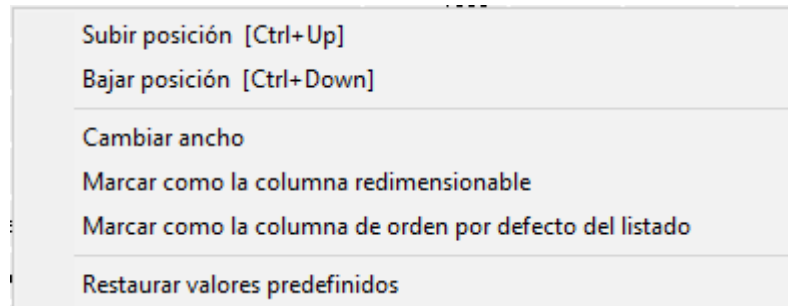 Subir posición [Ctrl+Up]
Bajar posición [Ctrl+Down]
Cambiar ancho
Marcar como la columna redimensionable
Marcar como la columna de orden por defecto del listado
Restaurar valores predefinidos